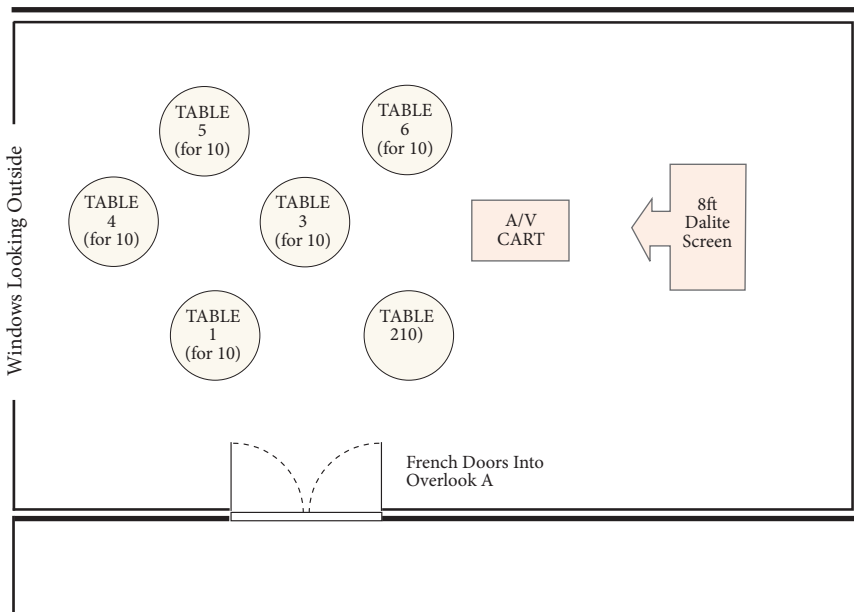 Windows Looking Outside
TABLE
5
(for 10)
TABLE
6
(for 10)
TABLE
4
(for 10)
TABLE
3
(for 10)
A/V
CART
8ft
Dalite
Screen
TABLE
1
(for 10)
TABLE
210)
French Doors Into
Overlook A